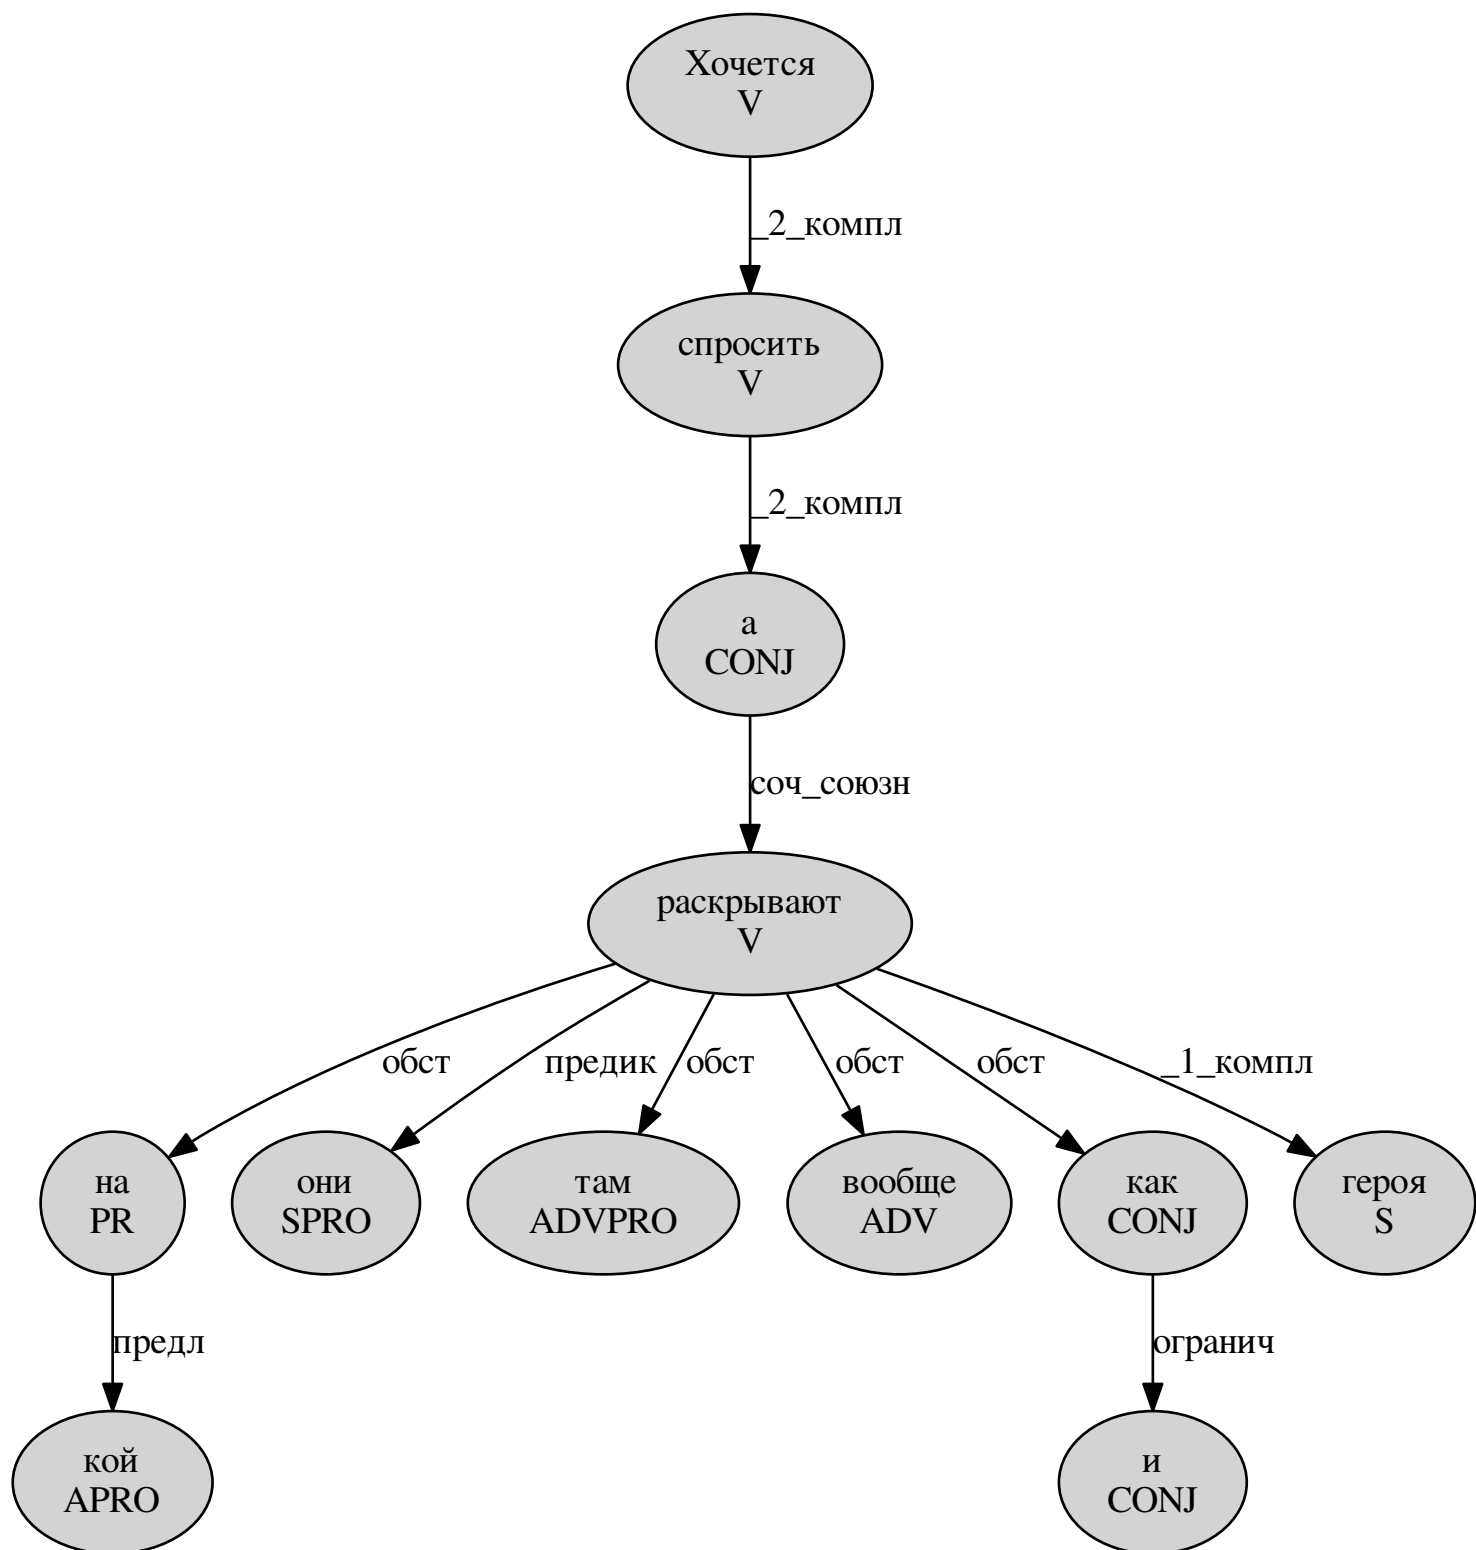 Хочется
V
_2_компл
спросить
V
_2_компл
а
CONJ
соч_союзн
раскрывают
V
обст
предик
обст
обст
обст
_1_компл
на
PR
они
SPRO
там
ADVPRO
вообще
ADV
как
CONJ
героя
S
предл
огранич
кой
APRO
и
CONJ